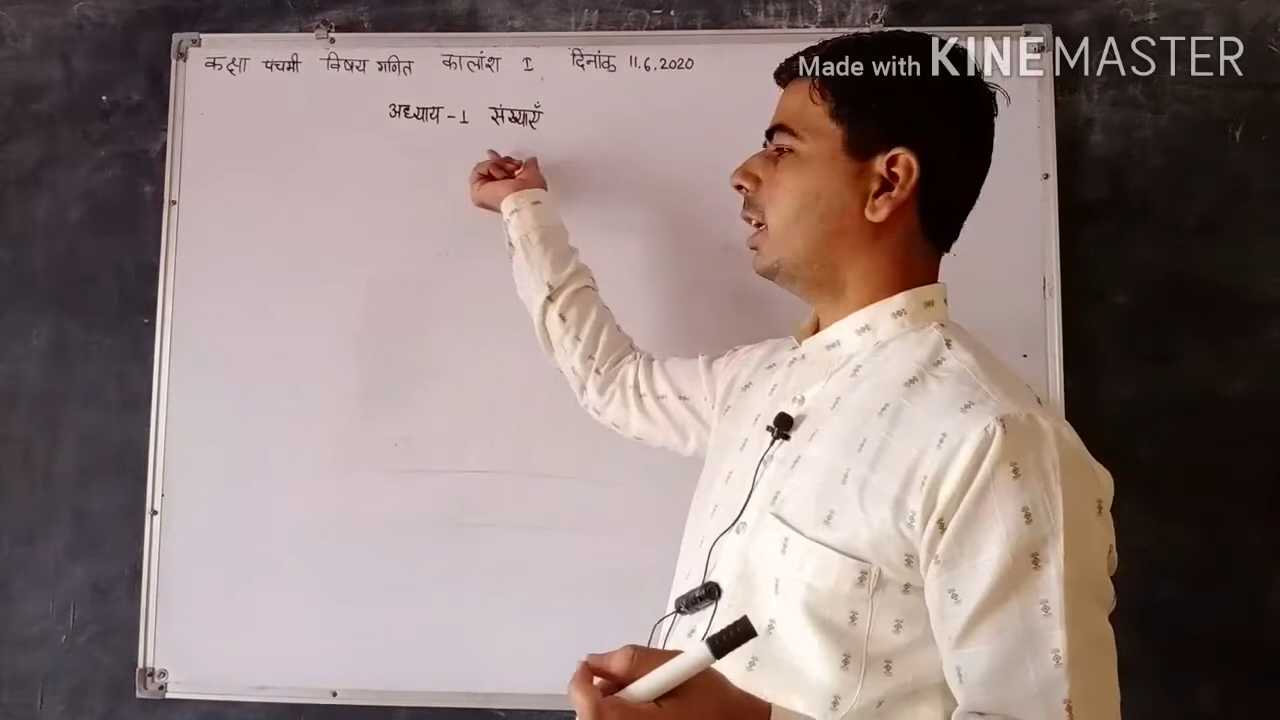 Made with KINEMASTER
कक्षा पंचमी विषय गणित कालांश I दिनांक 11.6.2020
अध्याय -1 संख्याएँ